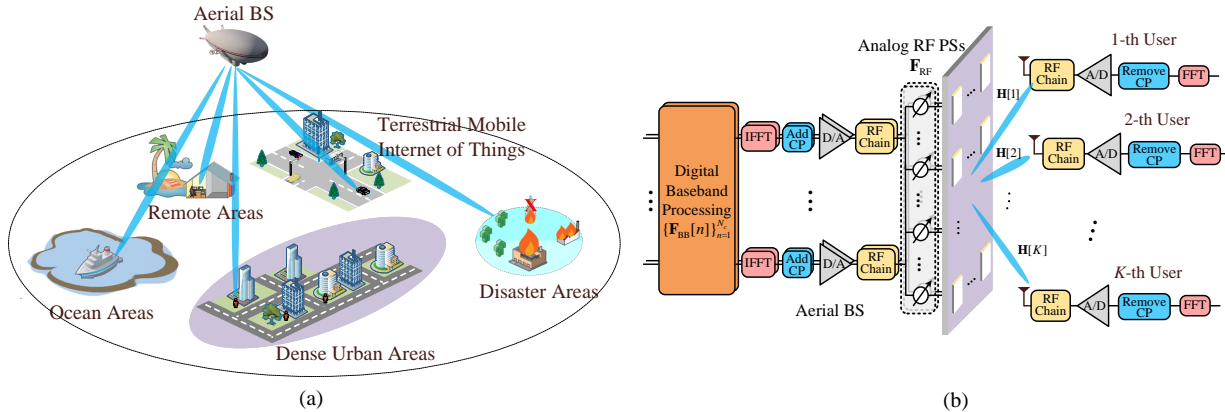 Aerial BS
Terrestrial Mobile
Internet of Things
Remote Areas
X
Ocean Areas
Disaster Areas
Dense Urban Areas
(a)
Analog RF PSs
F_RF
Digital
Baseband
Processing
{F_BB[n]}_{n=1}^{N_c}
IFFT
Add
CP
D/A
RF
Chain
IFFT
Add
CP
D/A
RF
Chain
Aerial BS
H[1]
H[2]
H[K]
1-th User
RF
Chain
A/D
Remove
CP
FFT
2-th User
RF
Chain
A/D
Remove
CP
FFT
K-th User
RF
Chain
A/D
Remove
CP
FFT
(b)